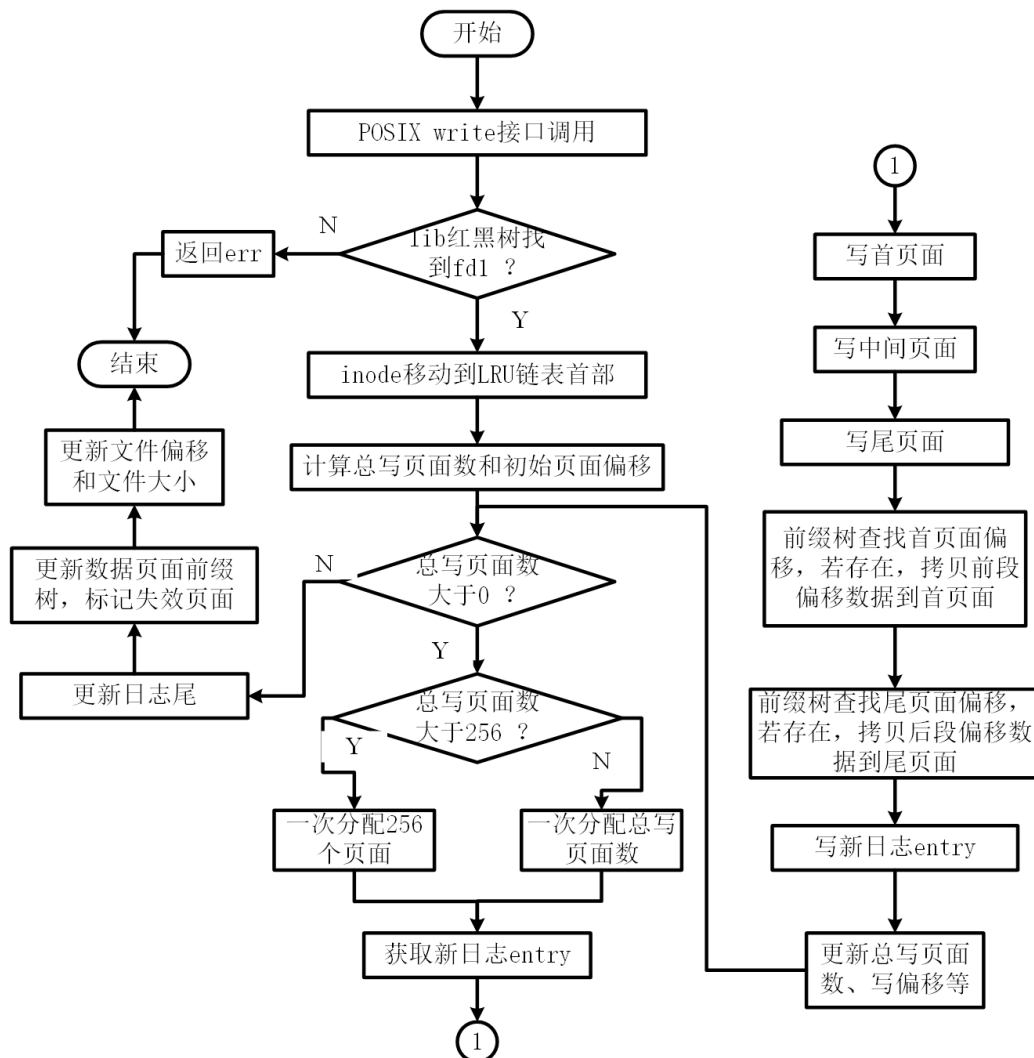 开始
POSIX write接口调用
lib红黑树找
到fd1 ?
N
返回err
结束
Y
inode移动到LRU链表首部
计算总写页面数和初始页面偏移
总写页面数
大于0 ?
N
更新日志尾
更新数据页面前缀
树，标记失效页面
更新文件偏移
和文件大小
Y
总写页面数
大于256 ?
Y
N
一次分配256
个页面
一次分配总写
页面数
获取新日志entry
1
1
写首页面
写中间页面
写尾页面
前缀树查找首页面偏
移，若存在，拷贝前段
偏移数据到首页面
前缀树查找尾页面偏移，
若存在，拷贝后段偏移数
据到尾页面
写新日志entry
更新总写页面
数、写偏移等